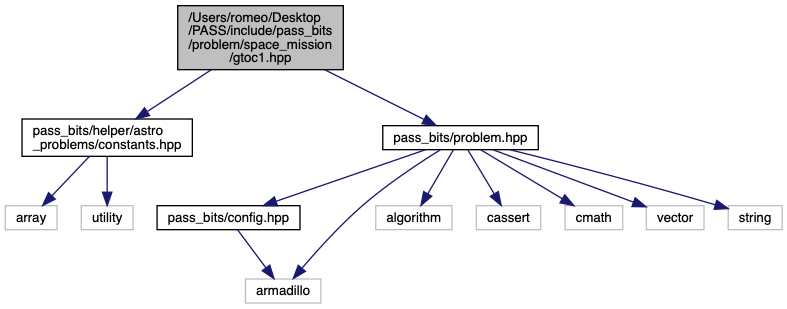 /Users/romeo/Desktop
/PASS/include/pass_bits
/problem/space_mission
/gtoc1.hpp
pass_bits/helper/astro
_problems/constants.hpp
pass_bits/problem.hpp
array
utility
pass_bits/config.hpp
algorithm
cassert
cmath
vector
string
armadillo